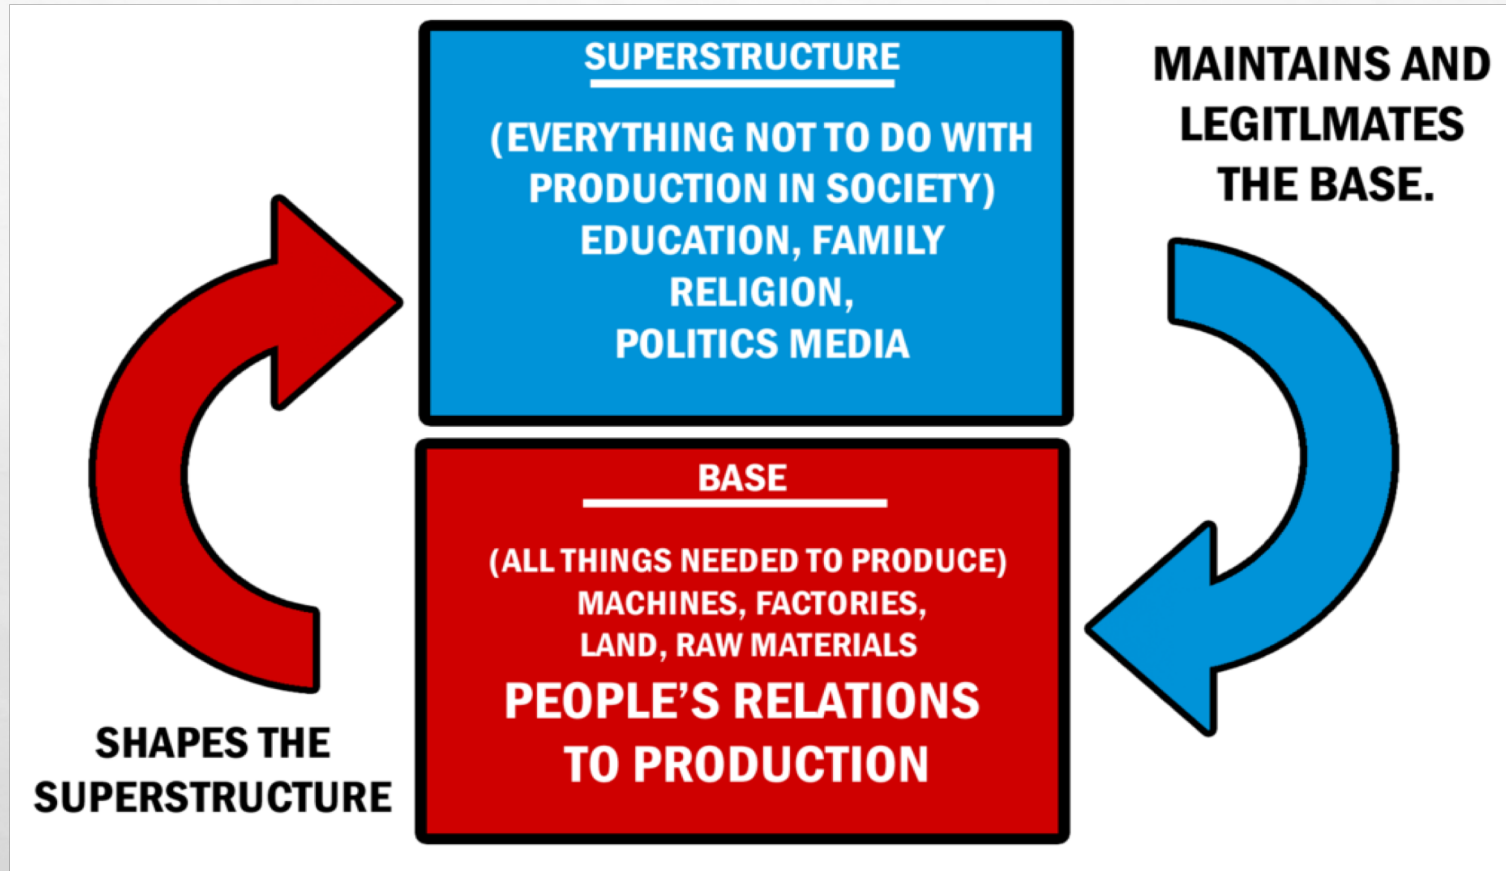 SUPERSTRUCTURE
(EVERYTHING NOT TO DO WITH
PRODUCTION IN SOCIETY)
EDUCATION, FAMILY
RELIGION,
POLITICS MEDIA
MAINTAINS AND
LEGITLMATES
THE BASE.
BASE
(ALL THINGS NEEDED TO PRODUCE)
MACHINES, FACTORIES,
LAND, RAW MATERIALS
PEOPLE’S RELATIONS
TO PRODUCTION
SHAPES THE
SUPERSTRUCTURE